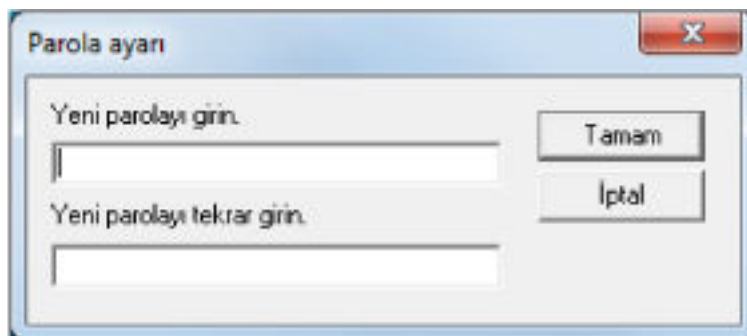 Parola ayarı
Yeni parolayı girin.
Tamam
İptal
Yeni parolayı tekrar girin.